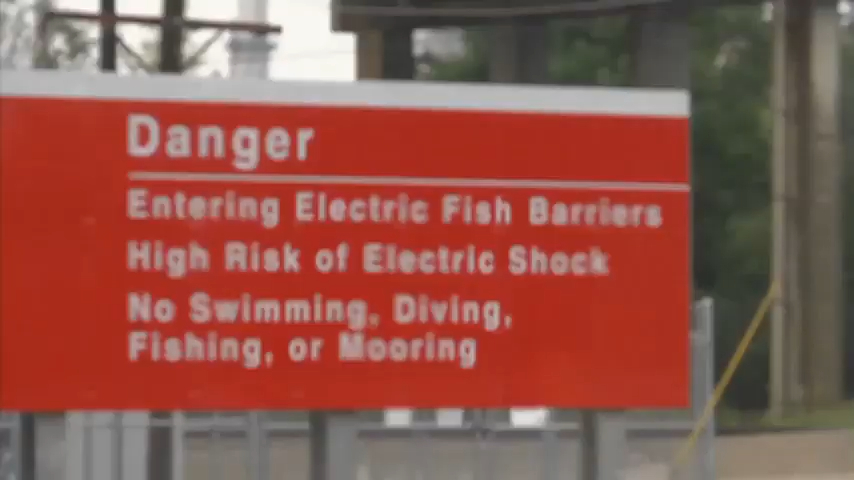 Danger
Entering Electric Fish Barriers
High Risk of Electric Shock
No Swimming, Diving,
Fishing, or Mooring